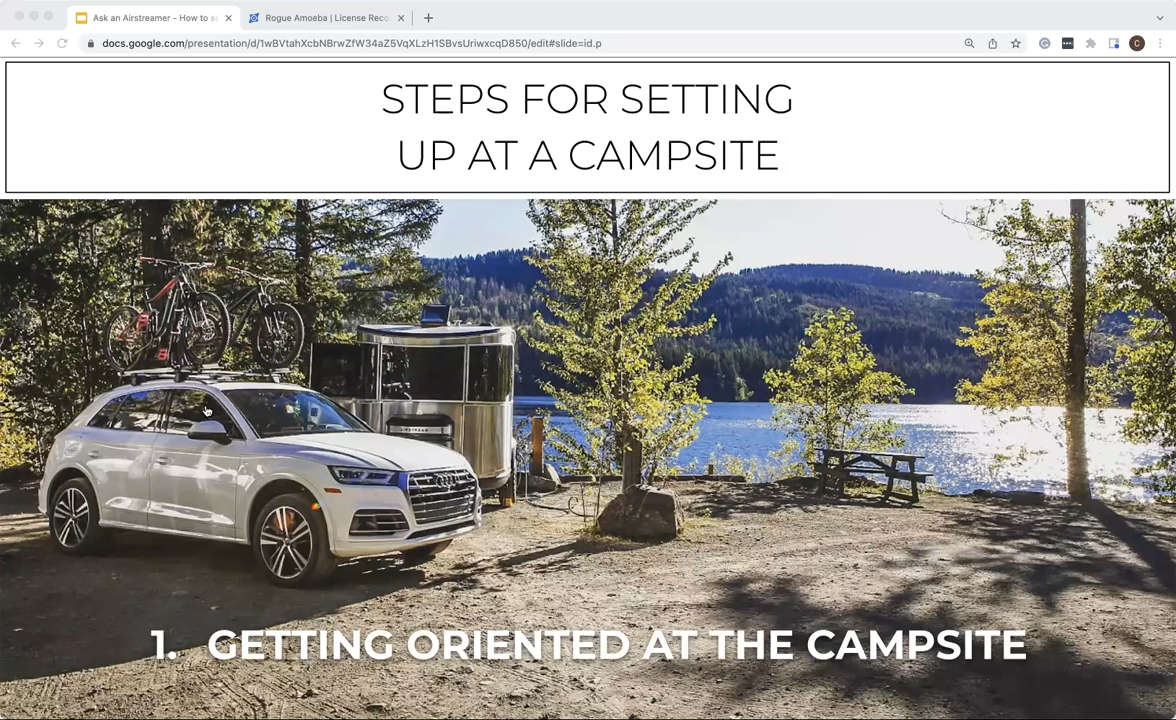 Ask an Airstreamer - How to s
Rogue Amoeba | License Reco
docs.google.com/presentation/d/1wBVtahXcbNBrwZfW34aZ5VqXLzH1SBvsUriwxcqD850/edit#slide=id.p
C
STEPS FOR SETTING
UP AT A CAMPSITE
AIRSTREAM
1. GETTING ORIENTED AT THE CAMPSITE